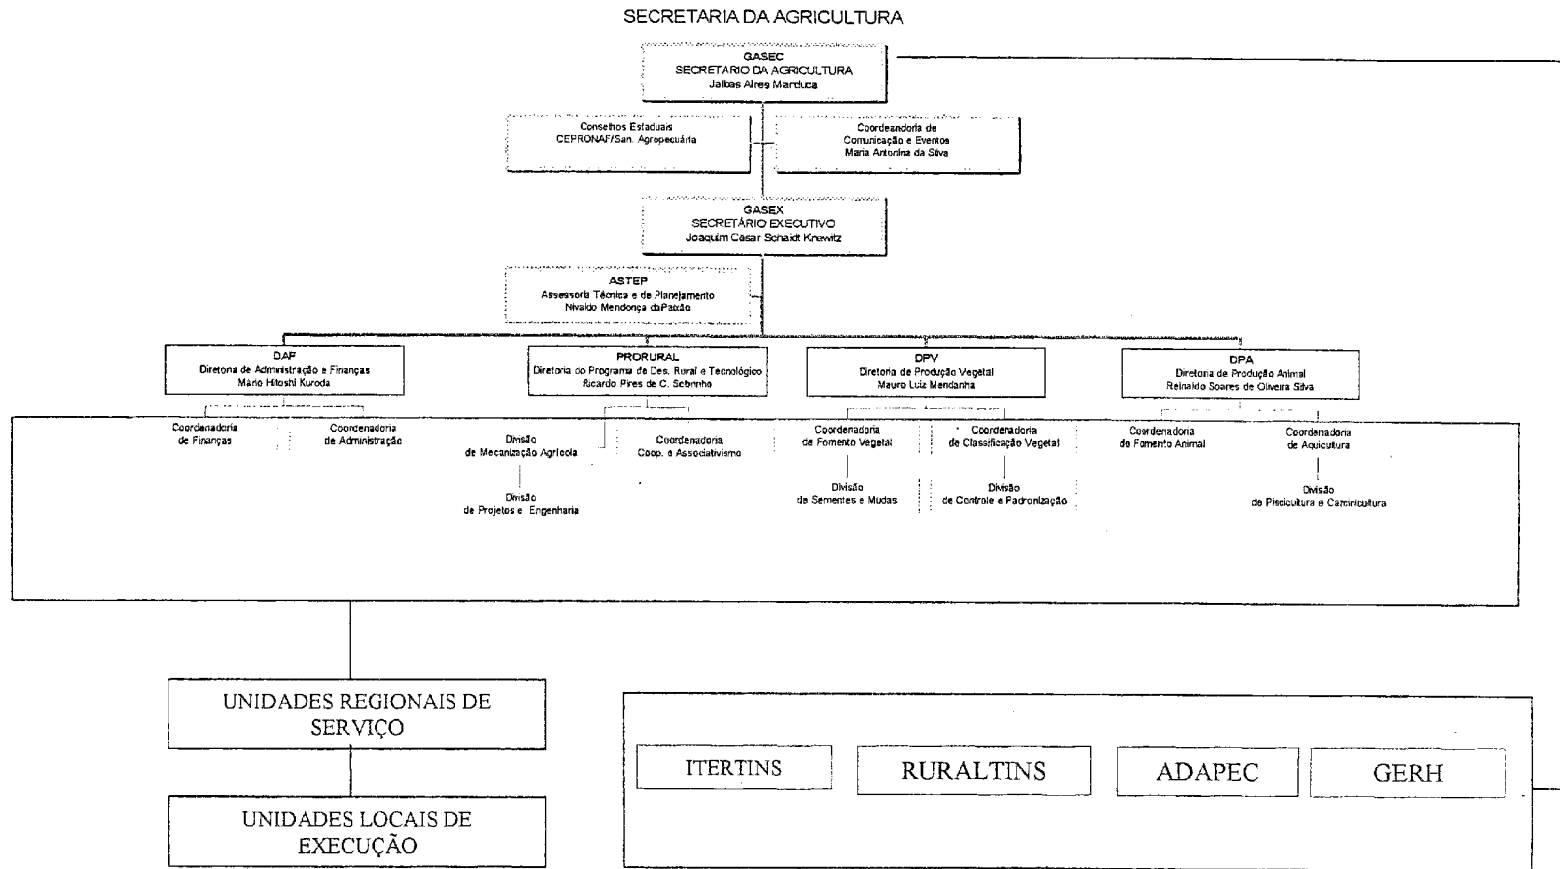 SECRETARIA DA AGRICULTURA
GASEC
SECRETARIO DA AGRICULTURA
Jalbas Aires Manduca
Conselhos Estaduais
CEPRONAF/San. Agropecuária
Coordeandoria de
Comunicação e Eventos
Maria Antonina da Silva
GASEX
SECRETÁRIO EXECUTIVO
Joaquim Cesar Schaidt Knewitz
ASTEP
Assessoria Técnica e de Planejamento
Nivaldo Mendonça da Paixão
DAF
Diretoria de Administração e Finanças
Mário Hitoshi Kuroda
PRORURAL
Diretoria do Programa de Des. Rural e Tecnológico
Ricardo Pires de C. Sobrinho
DPV
Diretoria de Produção Vegetal
Mauro Luiz Mendanha
DPA
Diretoria de Produção Animal
Reinaldo Soares de Oliveira Silva
Coordenadoria
de Finanças
Coordenadoria
de Administração
Divisão
de Mecanização Agrícola
Coordenadoria
Coop. e Associativismo
Coordenadoria
de Fomento Vegetal
Coordenadoria
de Classificação Vegetal
Coordenadoria
de Fomento Animal
Coordenadoria
de Aquicultura
Divisão
de Projetos e Engenharia
Divisão
de Sementes e Mudas
Divisão
de Controle e Padronização
Divisão
de Piscicultura e Carcinicultura
UNIDADES REGIONAIS DE
SERVIÇO
UNIDADES LOCAIS DE
EXECUÇÃO
ITERTINS
RURALTINS
ADAPEC
GERH